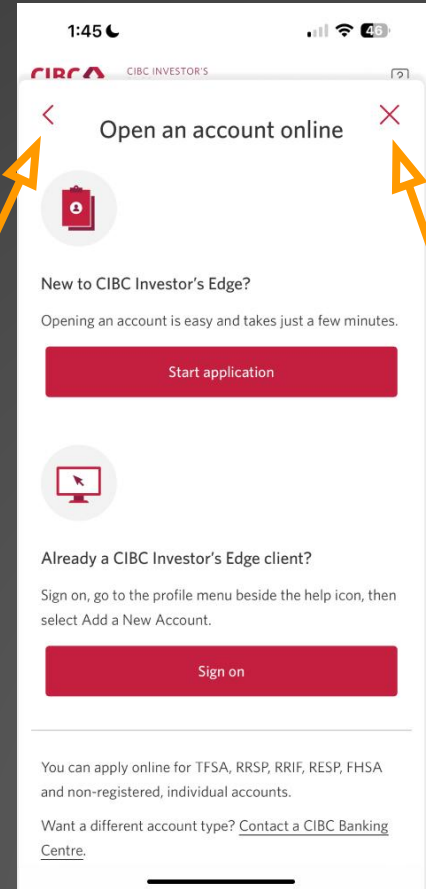 1:45
46
CIBC CIBC INVESTOR'S
?
Open an account online
New to CIBC Investor’s Edge?
Opening an account is easy and takes just a few minutes.
Start application
Already a CIBC Investor’s Edge client?
Sign on, go to the profile menu beside the help icon, then
select Add a New Account.
Sign on
You can apply online for TFSA, RRSP, RRIF, RESP, FHSA
and non-registered, individual accounts.
Want a different account type? Contact a CIBC Banking
Centre.